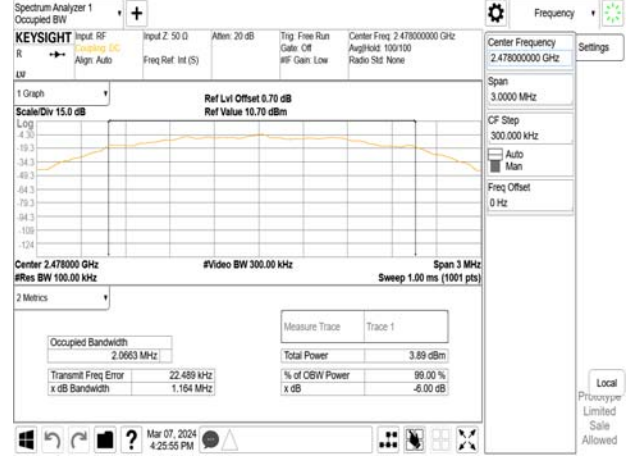 Spectrum Analyzer 1
Occupied BW
Frequency
KEYSIGHT
R
Input: RF
Coupling: DC
Align: Auto
Input Z: 50 Ω
Freq Ref: Int (S)
Atten: 20 dB
Trig: Free Run
Gate: Off
#IF Gain: Low
Center Freq: 2.478000000 GHz
Avg|Hold: 100/100
Radio Std: None
Center Frequency
2.478000000 GHz
Settings
Span
3.0000 MHz
CF Step
300.000 kHz
Auto
Man
Freq Offset
0 Hz
1 Graph
Scale/Div 15.0 dB
Ref Lvl Offset 0.70 dB
Ref Value 10.70 dBm
Log
-4.30
-19.3
-34.3
-49.3
-64.3
-79.3
-94.3
-109
-124
Center 2.478000 GHz
#Video BW 300.00 kHz
Span 3 MHz
#Res BW 100.00 kHz
Sweep 1.00 ms (1001 pts)
2 Metrics
Measure Trace
Trace 1
Occupied Bandwidth
2.0663 MHz
Total Power
3.89 dBm
Transmit Freq Error
22.489 kHz
% of OBW Power
99.00 %
x dB Bandwidth
1.164 MHz
x dB
-6.00 dB
Local
Prototype
Limited
Sale
Allowed
Mar 07, 2024
4:25:55 PM